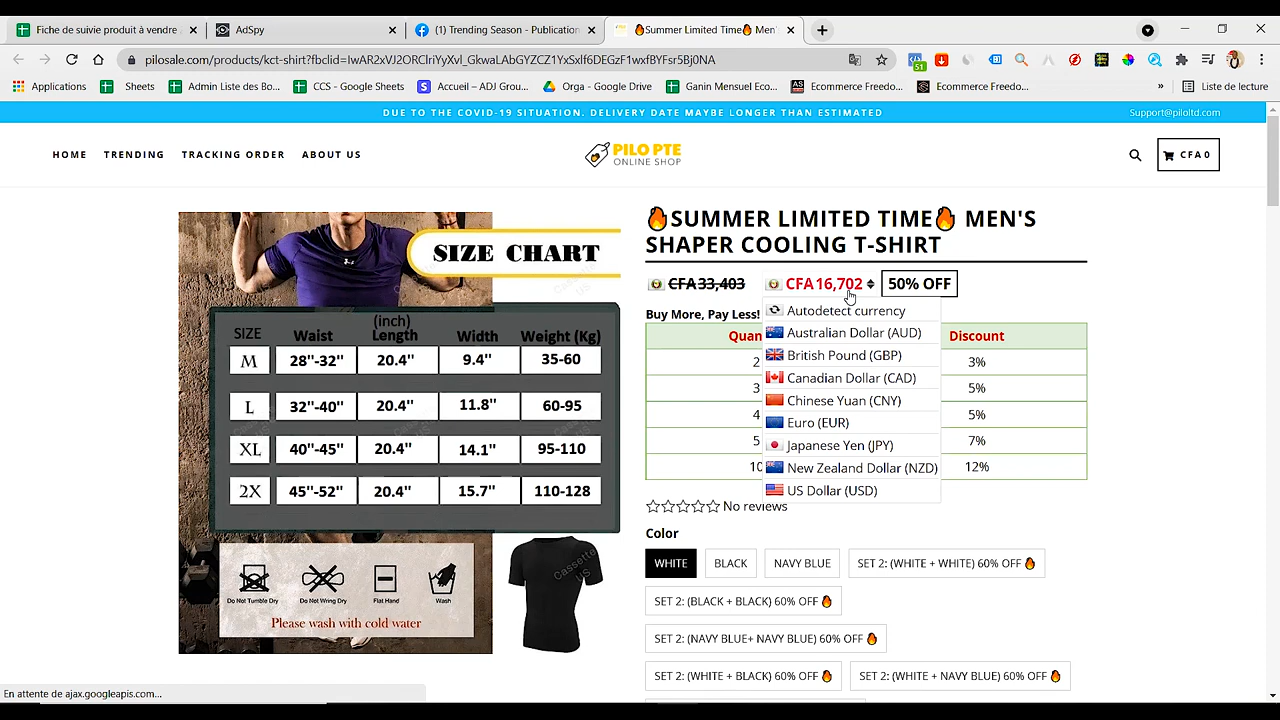 Fiche de suivie produit à vendre
AdSpy
(1) Trending Season - Publication
🔥Summer Limited Time🔥 Men'
pilosale.com/products/kct-shirt?fbclid=
51
Applications
Sheets
Admin Liste des Bo...
CCS - Google Sheets
Accueil – ADJ Grou...
Orga - Google Drive
Ganin Mensuel Eco...
Ecommerce Freedo...
Ecommerce Freedo...
»
Liste de lecture
DUE TO THE COVID-19 SITUATION. DELIVERY DATE MAYBE LONGER THAN ESTIMATED
Support@piloltd.com
HOME
TRENDING
TRACKING ORDER
ABOUT US
PILO PTE
ONLINE SHOP
CFA 0
SIZE CHART
SIZE
Waist
(inch)
Length
Width
Weight (Kg)
M
28"-32"
20.4"
9.4"
35-60
L
32"-40"
20.4"
11.8"
60-95
XL
40"-45"
20.4"
14.1"
95-110
2X
45"-52"
20.4"
15.7"
110-128
Do Not Tumble Dry
Do Not Wring Dry
Flat Hand
Wash
Please wash with cold water
Cassette
US
🔥SUMMER LIMITED TIME🔥 MEN'S
SHAPER COOLING T-SHIRT
CFA 33,403
CFA 16,702
50% OFF
Buy More, Pay Less!
Quan
Discount
2
3%
3
5%
4
5%
5
7%
10
12%
Autodetect currency
Australian Dollar (AUD)
British Pound (GBP)
Canadian Dollar (CAD)
Chinese Yuan (CNY)
Euro (EUR)
Japanese Yen (JPY)
New Zealand Dollar (NZD)
US Dollar (USD)
No reviews
Color
WHITE
BLACK
NAVY BLUE
SET 2: (WHITE + WHITE) 60% OFF 🔥
SET 2: (BLACK + BLACK) 60% OFF 🔥
SET 2: (NAVY BLUE+ NAVY BLUE) 60% OFF 🔥
SET 2: (WHITE + BLACK) 60% OFF 🔥
SET 2: (WHITE + NAVY BLUE) 60% OFF 🔥
En attente de ajax.googleapis.com...